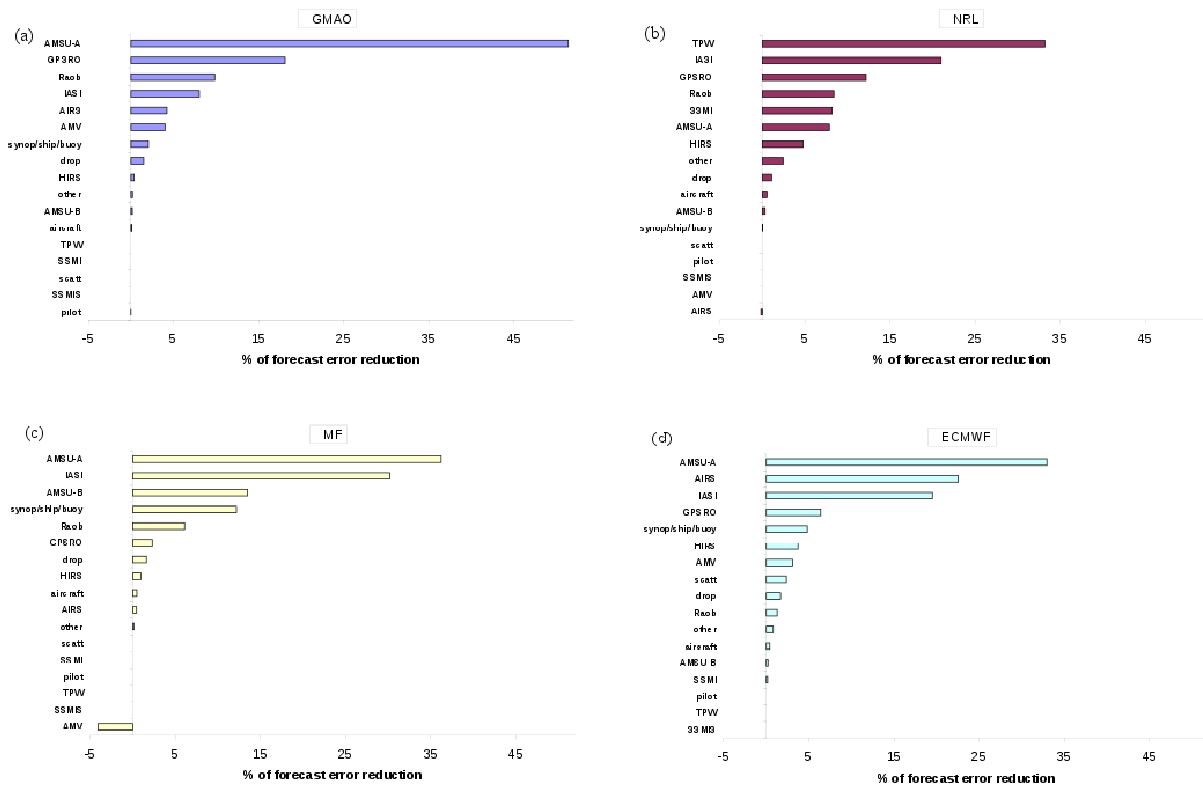 (a)
GMAO
AMSU-A
GPSRO
Raob
IASI
AIRS
AMV
synop/ship/buoy
drop
HIRS
other
AMSU-B
aircraft
TPW
SSMI
scatt
SSMIS
pilot
-5 5 15 25 35 45
% of forecast error reduction
(b)
NRL
TPW
IASI
GPSRO
Raob
SSMI
AMSU-A
HIRS
other
drop
aircraft
AMSU-B
synop/ship/buoy
scatt
pilot
SSMIS
AMV
AIRS
-5 5 15 25 35 45
% of forecast error reduction
(c)
MF
AMSU-A
IASI
AMSU-B
synop/ship/buoy
Raob
GPSRO
drop
HIRS
aircraft
AIRS
other
scatt
SSMI
pilot
TPW
SSMIS
AMV
-5 5 15 25 35 45
% of forecast error reduction
(d)
ECMWF
AMSU-A
AIRS
IASI
GPSRO
synop/ship/buoy
HIRS
AMV
scatt
drop
Raob
other
aircraft
AMSU-B
SSMI
pilot
TPW
SSMIS
-5 5 15 25 35 45
% of forecast error reduction